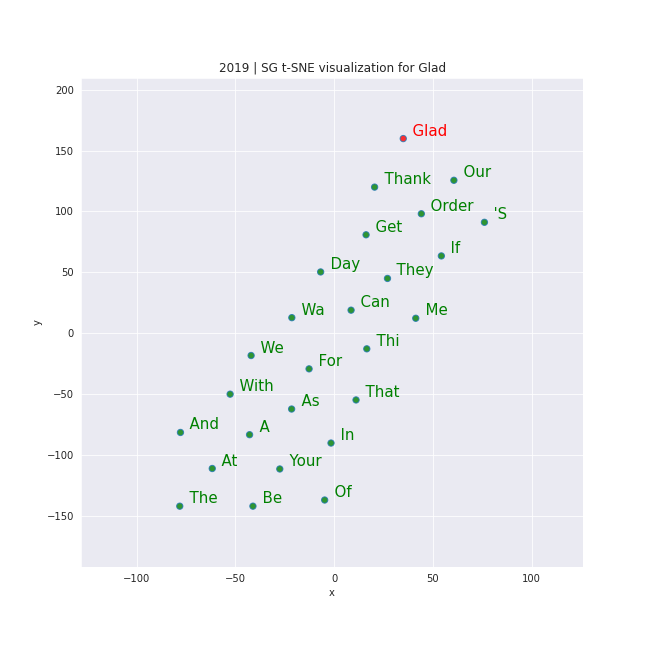 2019 | SG t-SNE visualization for Glad
200
Glad
150
Thank
Our
100
Order
'S
Get
If
50
Day
They
Can
Wa
Me
0
Thi
We
For
With
−50
That
As
And
A
In
−100
At
Your
The
Be
Of
−150
−100
−50
0
50
100
x
y